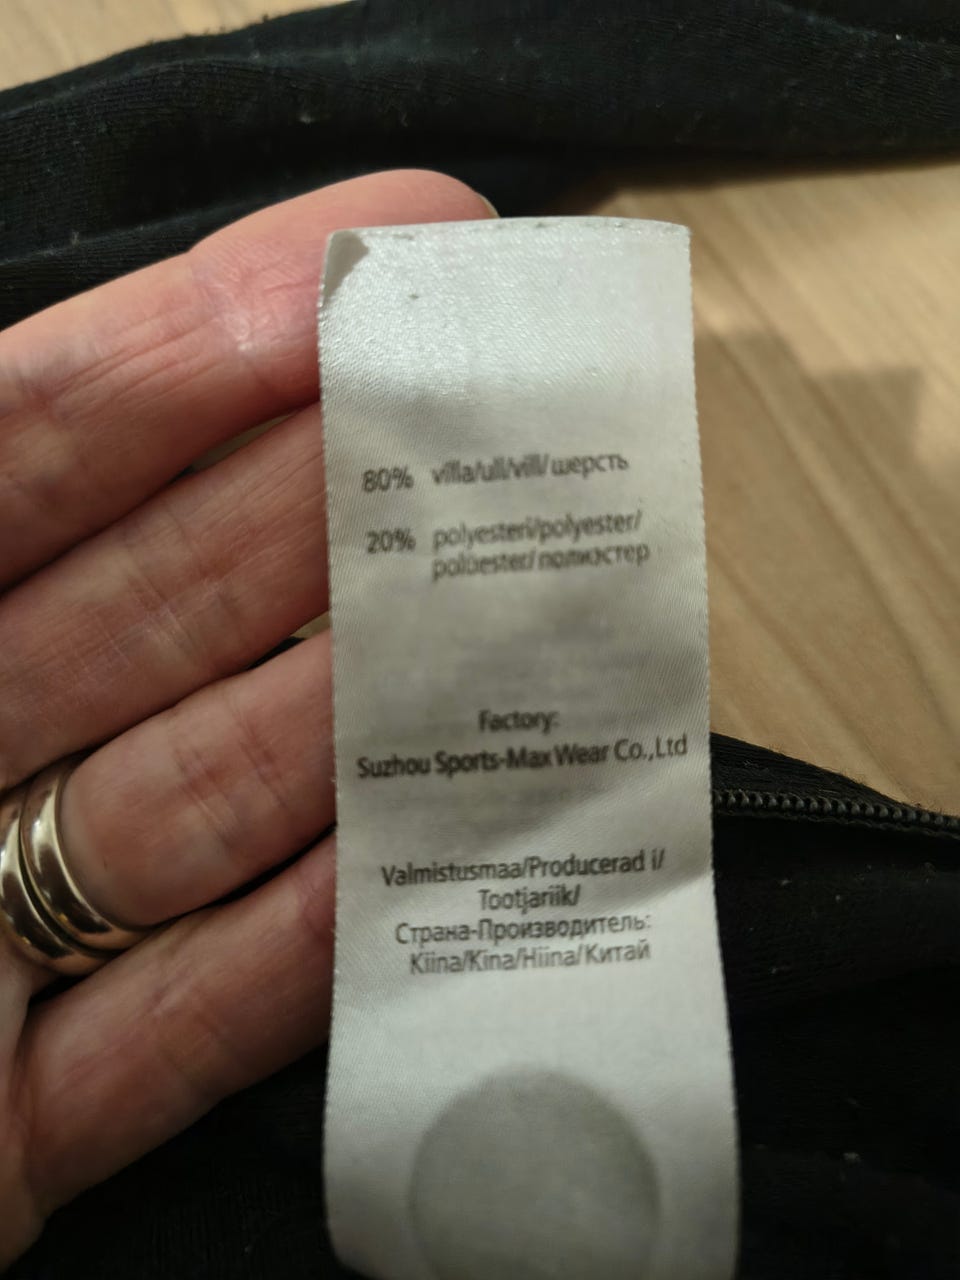 80% villa/ull/vill/шерсть
20% polyesteri/polyester/
polüester/полиэстер
Factory:
Suzhou Sports-Max Wear Co.,Ltd
Valmistusmaa/Producerad i/
Tootjariik/
Страна-Производитель:
Kiina/Kina/Hiina/Китай